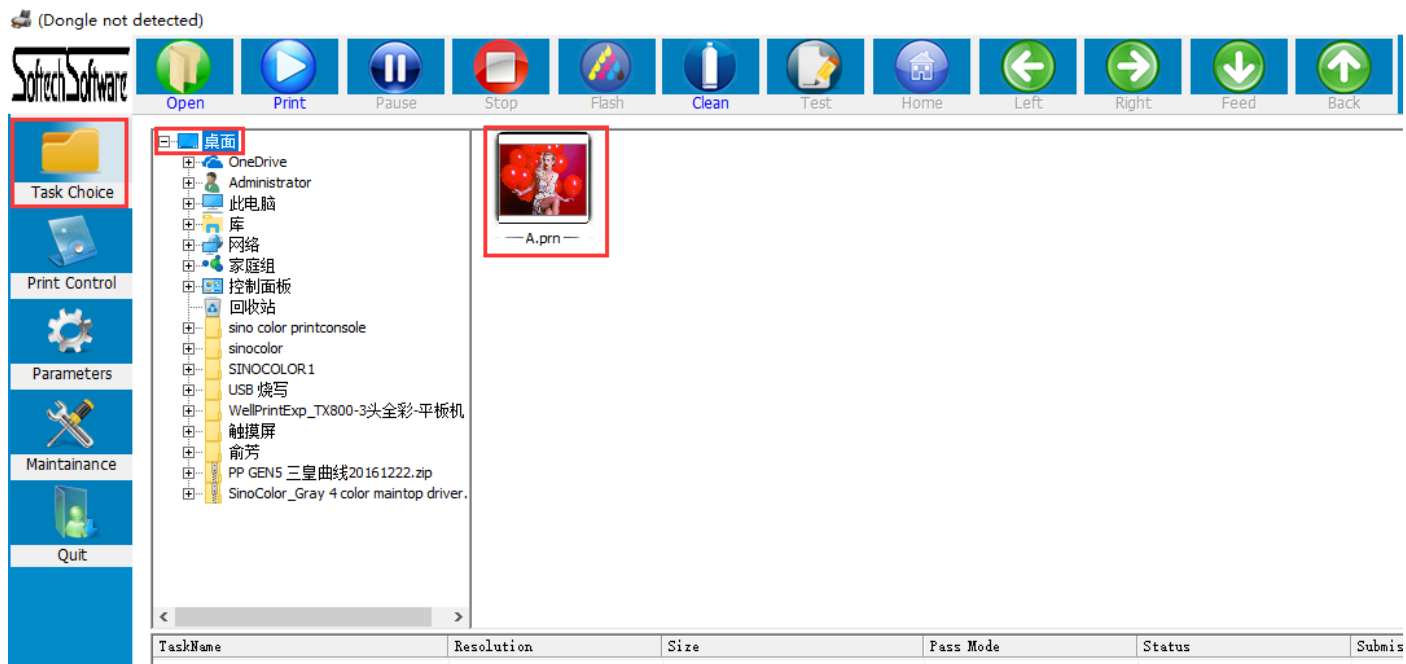 (Dongle not detected)
Softech Software
Open Print Pause Stop Flash Clean Test Home Left Right Feed Back
Task Choice
Print Control
Parameters
Maintainance
Quit
桌面
OneDrive
Administrator
此电脑
库
网络
家庭组
控制面板
回收站
sino color printconsole
sinocolor
SINOCOLOR1
USB 烧写
WellPrintExp_TX800-3头全彩-平板机
触摸屏
俞芳
PP GEN5 三皇曲线20161222.zip
SinoColor_Gray 4 color maintop driver.
A.prn
TaskName Resolution Size Pass Mode Status Submis